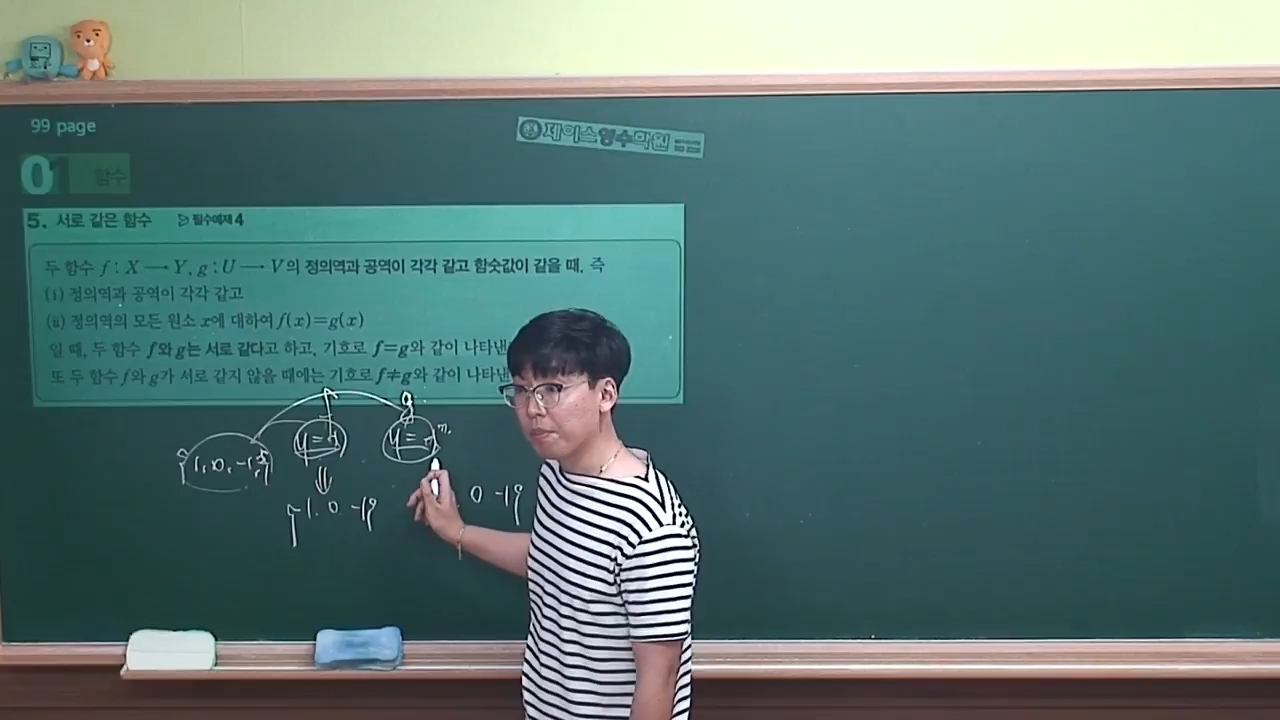 99 page
제이스영수학원
01 함수
5. 서로 같은 함수 ▷ 필수예제 4
두 함수 f : X → Y, g : U → V의 정의역과 공역이 각각 같고 함숫값이 같을 때, 즉
(i) 정의역과 공역이 각각 같고
(ii) 정의역의 모든 원소 x에 대하여 f(x)=g(x)
일 때, 두 함수 f와 g는 서로 같다고 하고, 기호로 f=g와 같이 나타낸
또 두 함수 f와 g가 서로 같지 않을 때에는 기호로 f≠g와 같이 나타낸
{1, 0, -1} y = x y = x
{1. 0 -1} 0 -1}